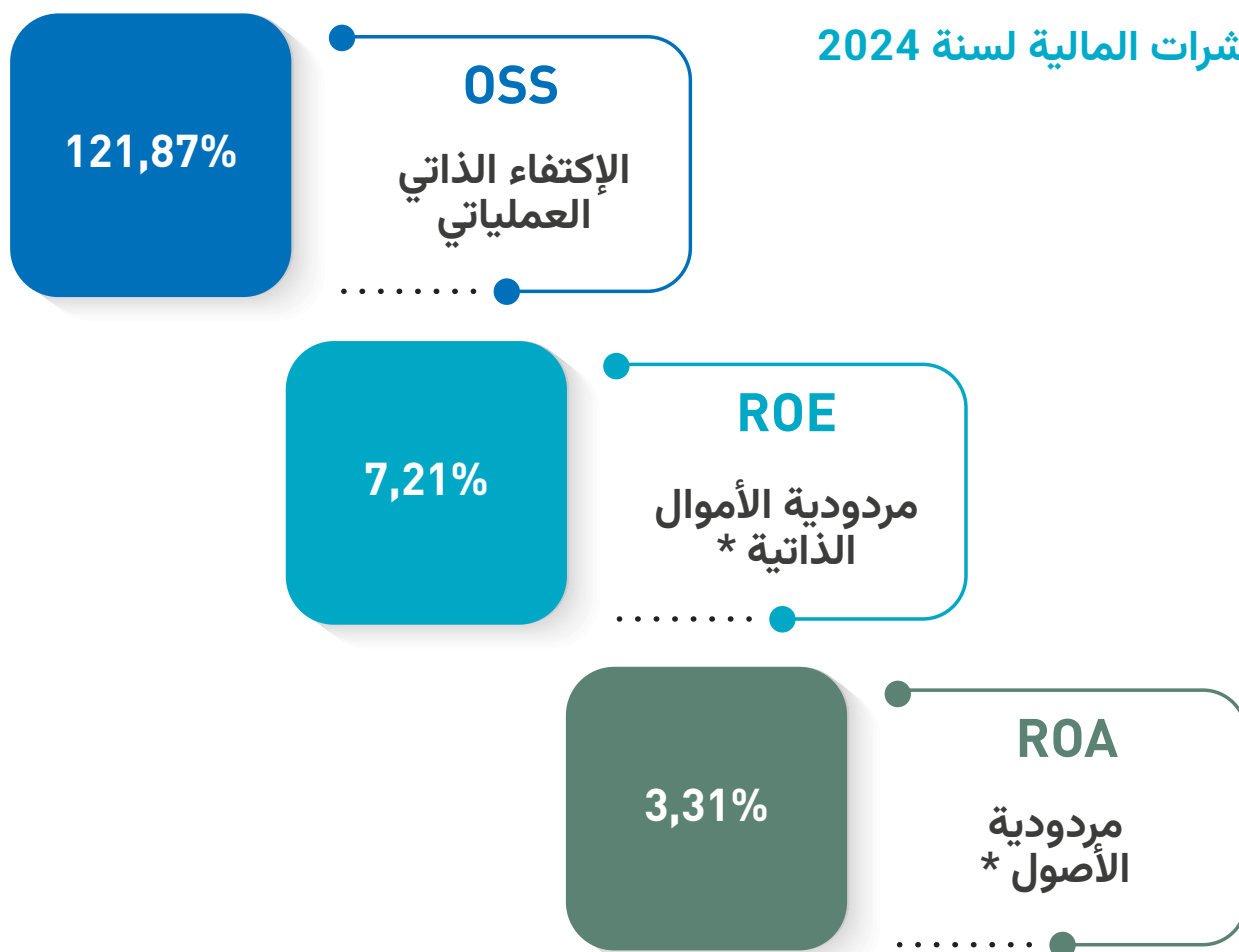 المالية لسنة 2024
OSS
121,87%
الإكتفاء الذاتي
العملياتي
ROE
7,21%
مردودية الأموال
الذاتية *
ROA
3,31%
مردودية
الأصول *